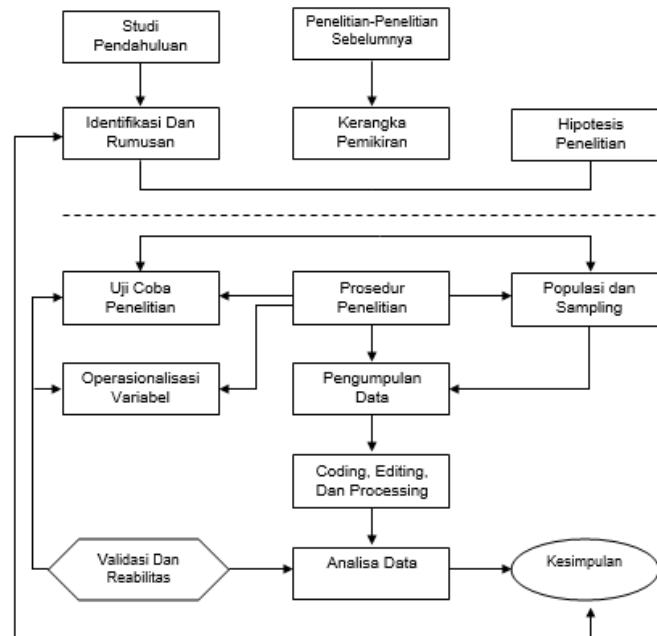 Studi
Pendahuluan
Penelitian-Penelitian
Sebelumnya
Identifikasi Dan
Rumusan
Kerangka
Pemikiran
Hipotesis
Penelitian
Uji Coba
Penelitian
Prosedur
Penelitian
Populasi dan
Sampling
Operasionalisasi
Variabel
Pengumpulan
Data
Coding, Editing,
Dan Processing
Validasi Dan
Reabilitas
Analisa Data
Kesimpulan